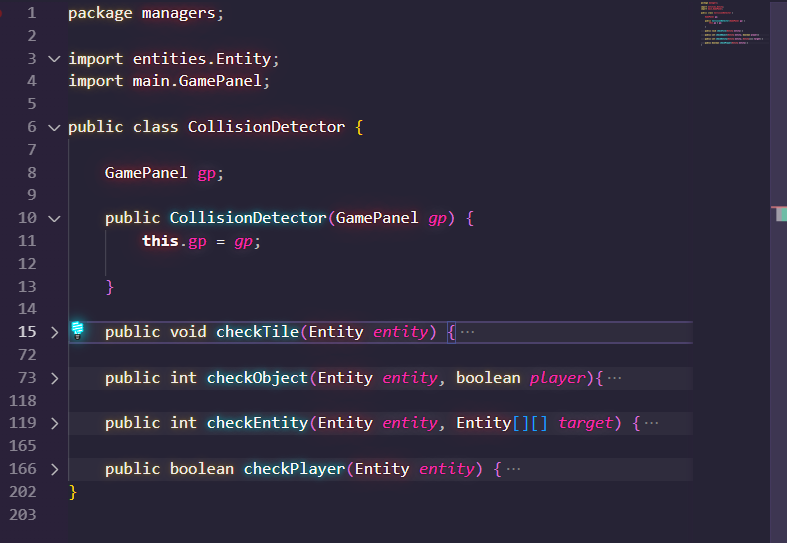 1 package managers;
2
3 import entities.Entity;
4 import main.GamePanel;
5
6 public class CollisionDetector {
7
8 GamePanel gp;
9
10 public CollisionDetector(GamePanel gp) {
11 this.gp = gp;
12
13 }
14
15 public void checkTile(Entity entity) {···
72
73 public int checkObject(Entity entity, boolean player){···
118
119 public int checkEntity(Entity entity, Entity[][] target) {···
165
166 public boolean checkPlayer(Entity entity) {···
202 }
203